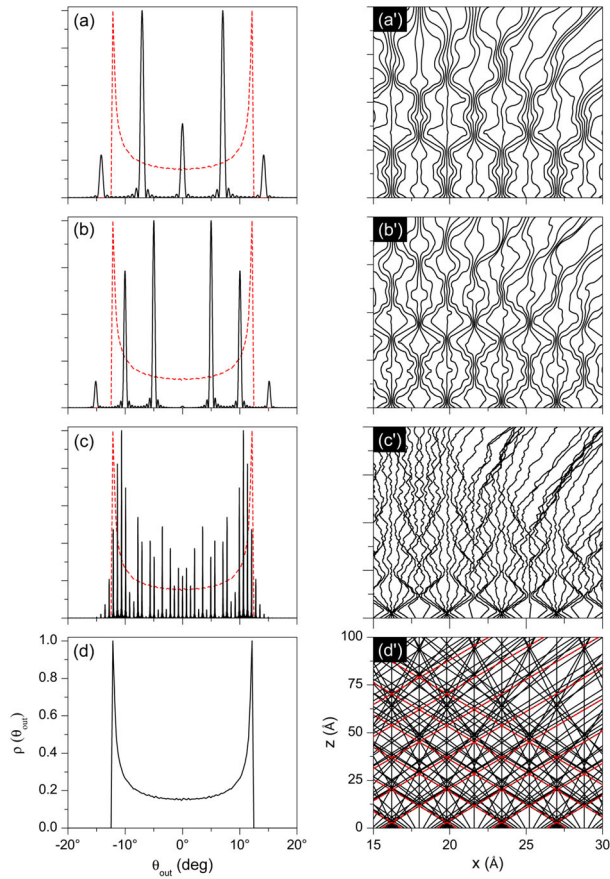 (a)
(a')
(b)
(b')
(c)
(c')
(d)
(d')
1.0
0.8
0.6
0.4
0.2
0.0
ρ (θout)
-20° -10° 0° 10° 20°
θout (deg)
100
75
50
25
0
z (Å)
15 20 25 30
x (Å)